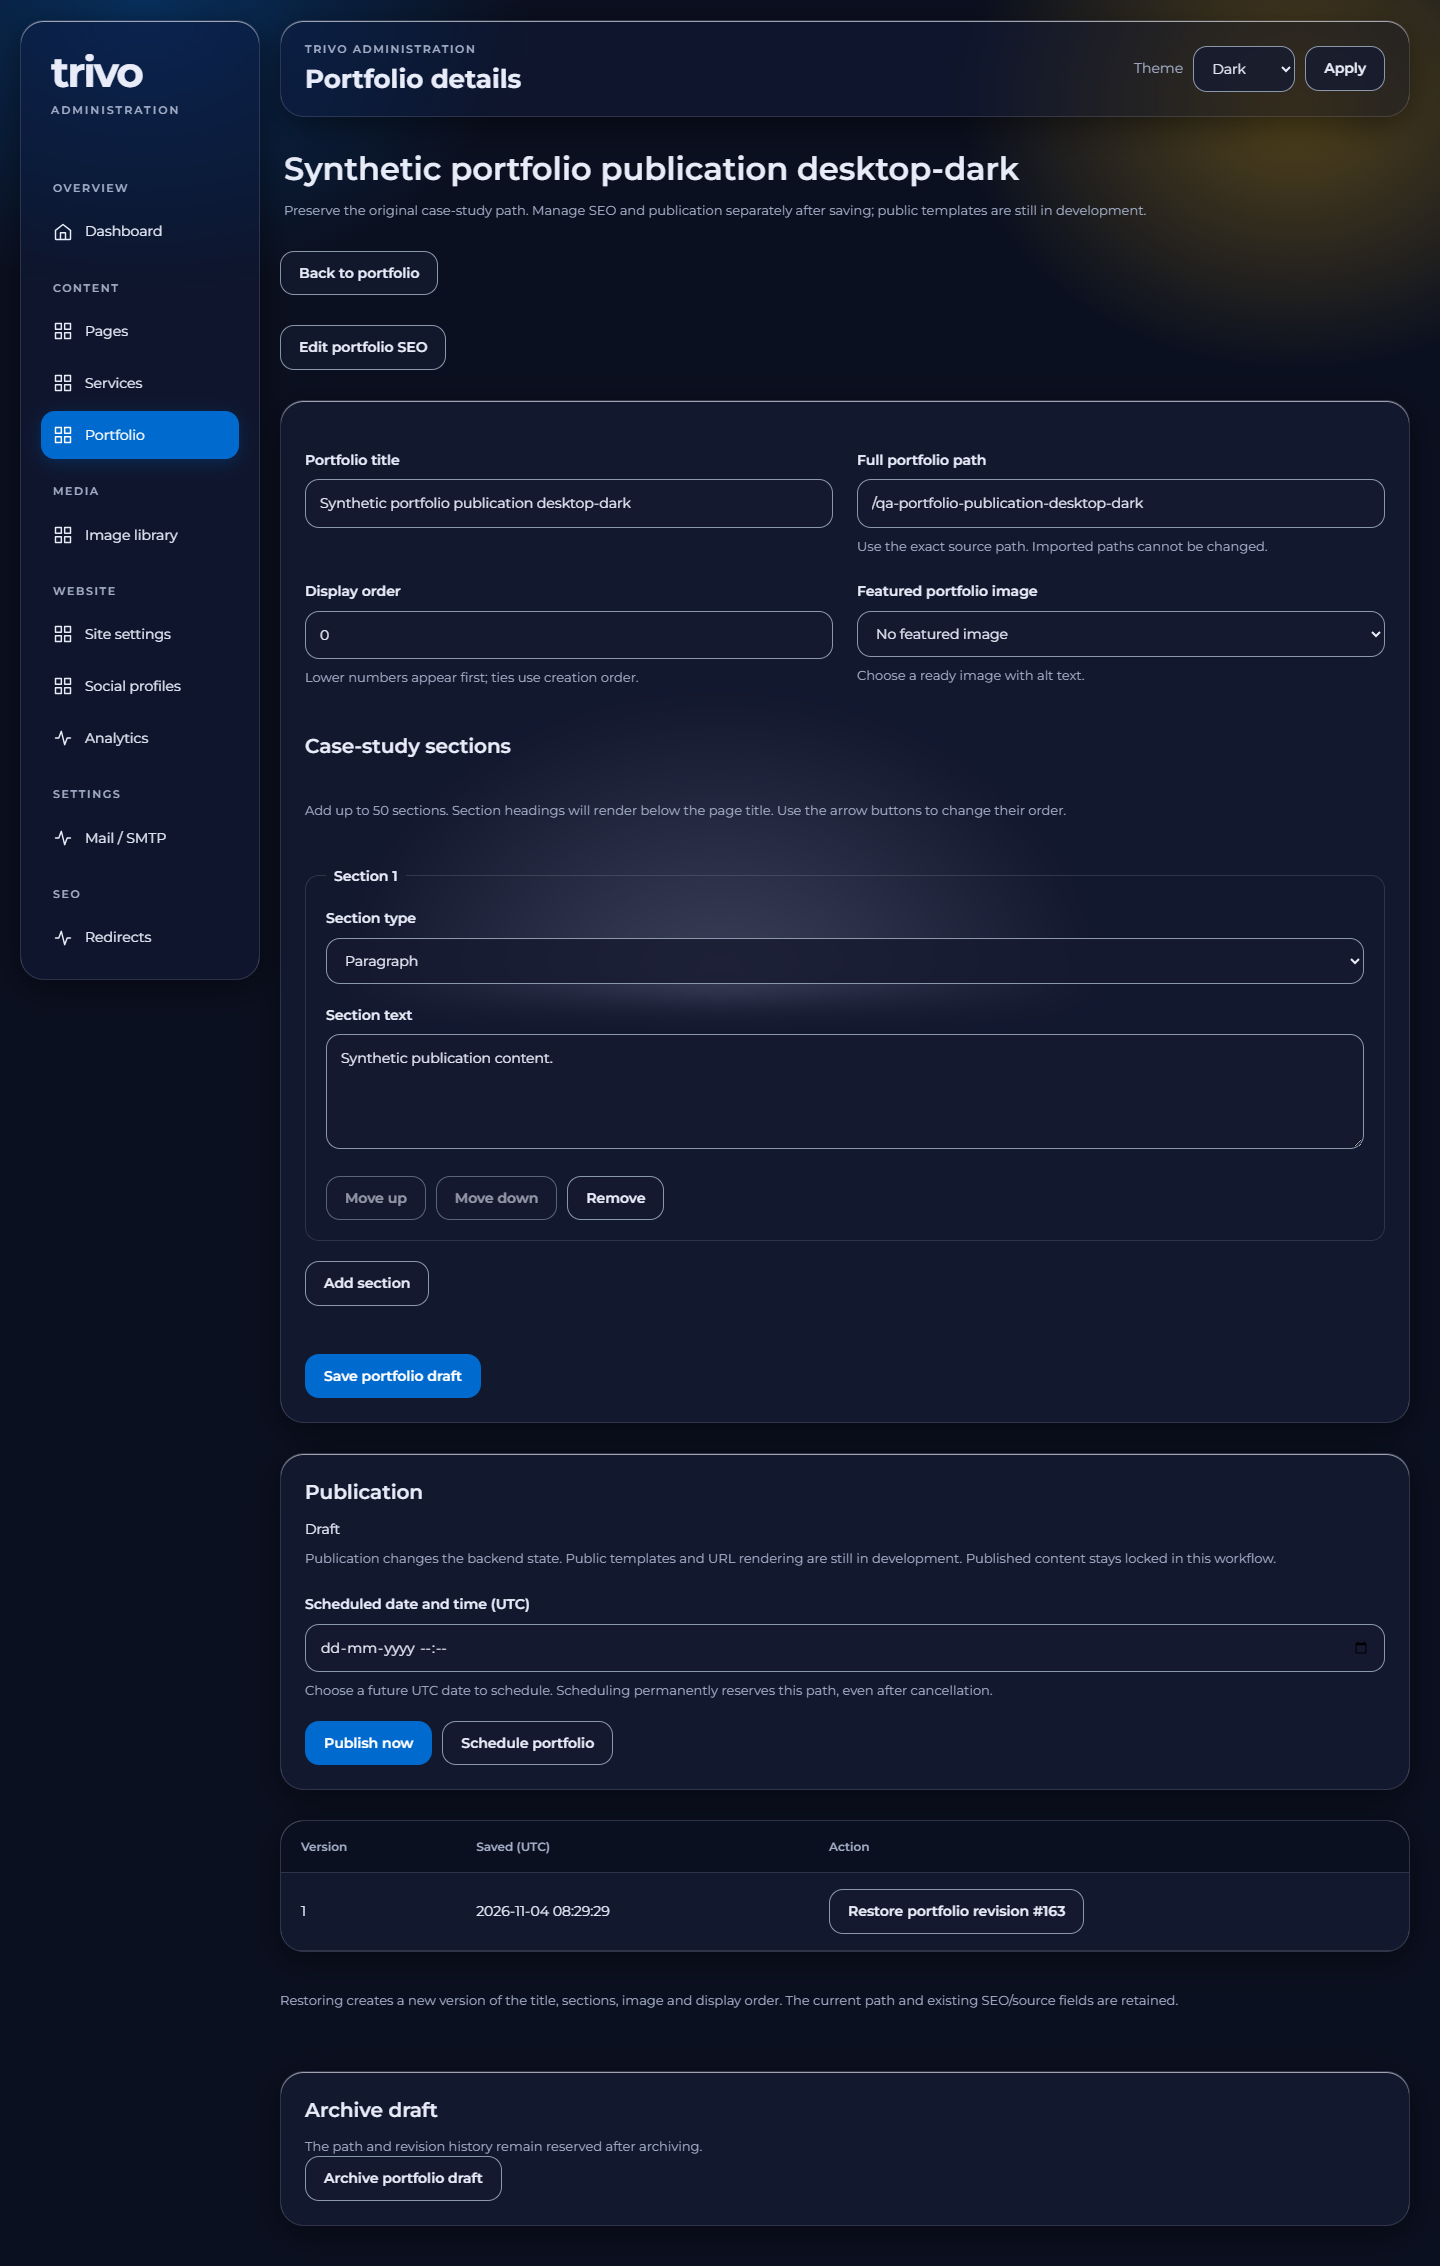 trivo
ADMINISTRATION
OVERVIEW
Dashboard
CONTENT
Pages
Services
Portfolio
MEDIA
Image library
WEBSITE
Site settings
Social profiles
Analytics
SETTINGS
Mail / SMTP
SEO
Redirects
TRIVO ADMINISTRATION
Portfolio details
Theme
Dark
Apply
Synthetic portfolio publication desktop-dark
Preserve the original case-study path. Manage SEO and publication separately after saving; public templates are still in development.
Back to portfolio
Edit portfolio SEO
Portfolio title
Synthetic portfolio publication desktop-dark
Full portfolio path
/qa-portfolio-publication-desktop-dark
Use the exact source path. Imported paths cannot be changed.
Display order
0
Lower numbers appear first; ties use creation order.
Featured portfolio image
No featured image
Choose a ready image with alt text.
Case-study sections
Add up to 50 sections. Section headings will render below the page title. Use the arrow buttons to change their order.
Section 1
Section type
Paragraph
Section text
Synthetic publication content.
Move up
Move down
Remove
Add section
Save portfolio draft
Publication
Draft
Publication changes the backend state. Public templates and URL rendering are still in development. Published content stays locked in this workflow.
Scheduled date and time (UTC)
dd-mm-yyyy --:--
Choose a future UTC date to schedule. Scheduling permanently reserves this path, even after cancellation.
Publish now
Schedule portfolio
Version Saved (UTC) Action
1 2026-11-04 08:29:29 Restore portfolio revision #163
Restoring creates a new version of the title, sections, image and display order. The current path and existing SEO/source fields are retained.
Archive draft
The path and revision history remain reserved after archiving.
Archive portfolio draft